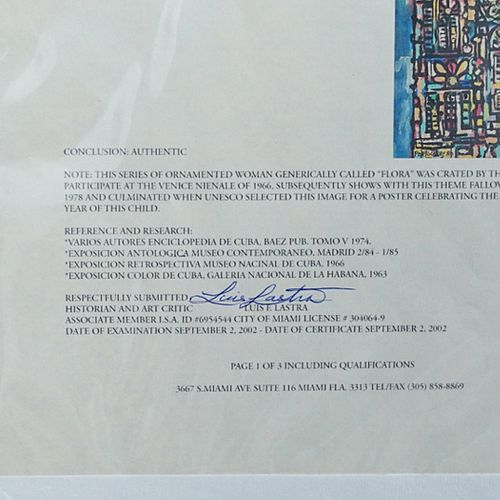 CONCLUSION: AUTHENTIC
NOTE: THIS SERIES OF ORNAMENTED WOMAN GENERICALLY CALLED "FLORA" WAS CRATED BY TH
PARTICIPATE AT THE VENICE NIENALE OF 1966, SUBSEQUENTLY SHOWS WITH THIS THEME FALLOW
1978 AND CULMINATED WHEN UNESCO SELECTED THIS IMAGE FOR A POSTER CELEBRATING THE
YEAR OF THIS CHILD.
REFERENCE AND RESEARCH:
*VARIOS AUTORES ENCICLOPEDIA DE CUBA, BAEZ PUB. TOMO V 1974.
*EXPOSICION ANTOLOGICA MUSEO CONTEMPORANEO, MADRID 2/84 - 1/85
*EXPOSICION RETROSPECTIVA MUSEO NACINAL DE CUBA, 1966
*EXPOSICION COLOR DE CUBA, GALERIA NACIONAL DE LA HABANA, 1963
RESPECTFULLY SUBMITTED Luis Lastra
HISTORIAN AND ART CRITIC LUIS F. LASTRA
ASSOCIATE MEMBER I.S.A. ID #6954544 CITY OF MIAMI LICENSE # 304064-9
DATE OF EXAMINATION SEPTEMBER 2, 2002 - DATE OF CERTIFICATE SEPTEMBER 2, 2002
PAGE 1 OF 3 INCLUDING QUALIFICATIONS
3667 S.MIAMI AVE SUITE 116 MIAMI FLA. 3313 TEL/FAX (305) 858-8869